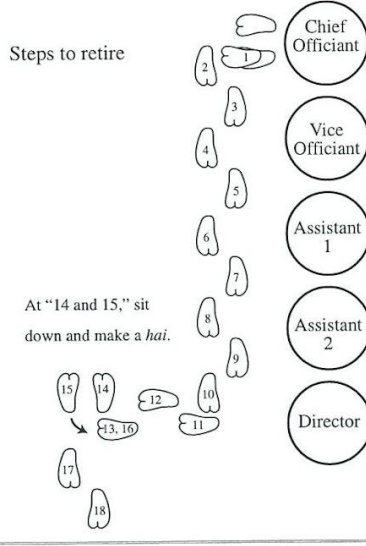 Steps to retire
Chief
Officiant
1
2
3
Vice
Officiant
4
5
Assistant
1
6
7
At “14 and 15,” sit
down and make a hai.
8
Assistant
2
9
15
14
12
10
13, 16
11
Director
17
18